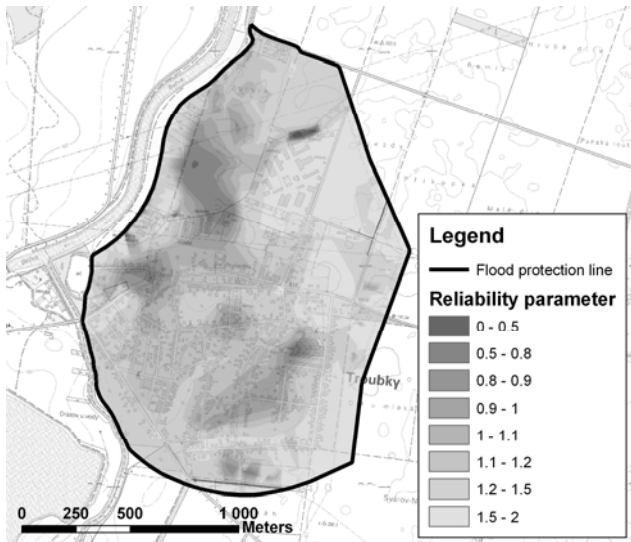 Troubky
Legend
Flood protection line
Reliability parameter
0 - 0.5
0.5 - 0.8
0.8 - 0.9
0.9 - 1
1 - 1.1
1.1 - 1.2
1.2 - 1.5
1.5 - 2
0 250 500 1 000
Meters